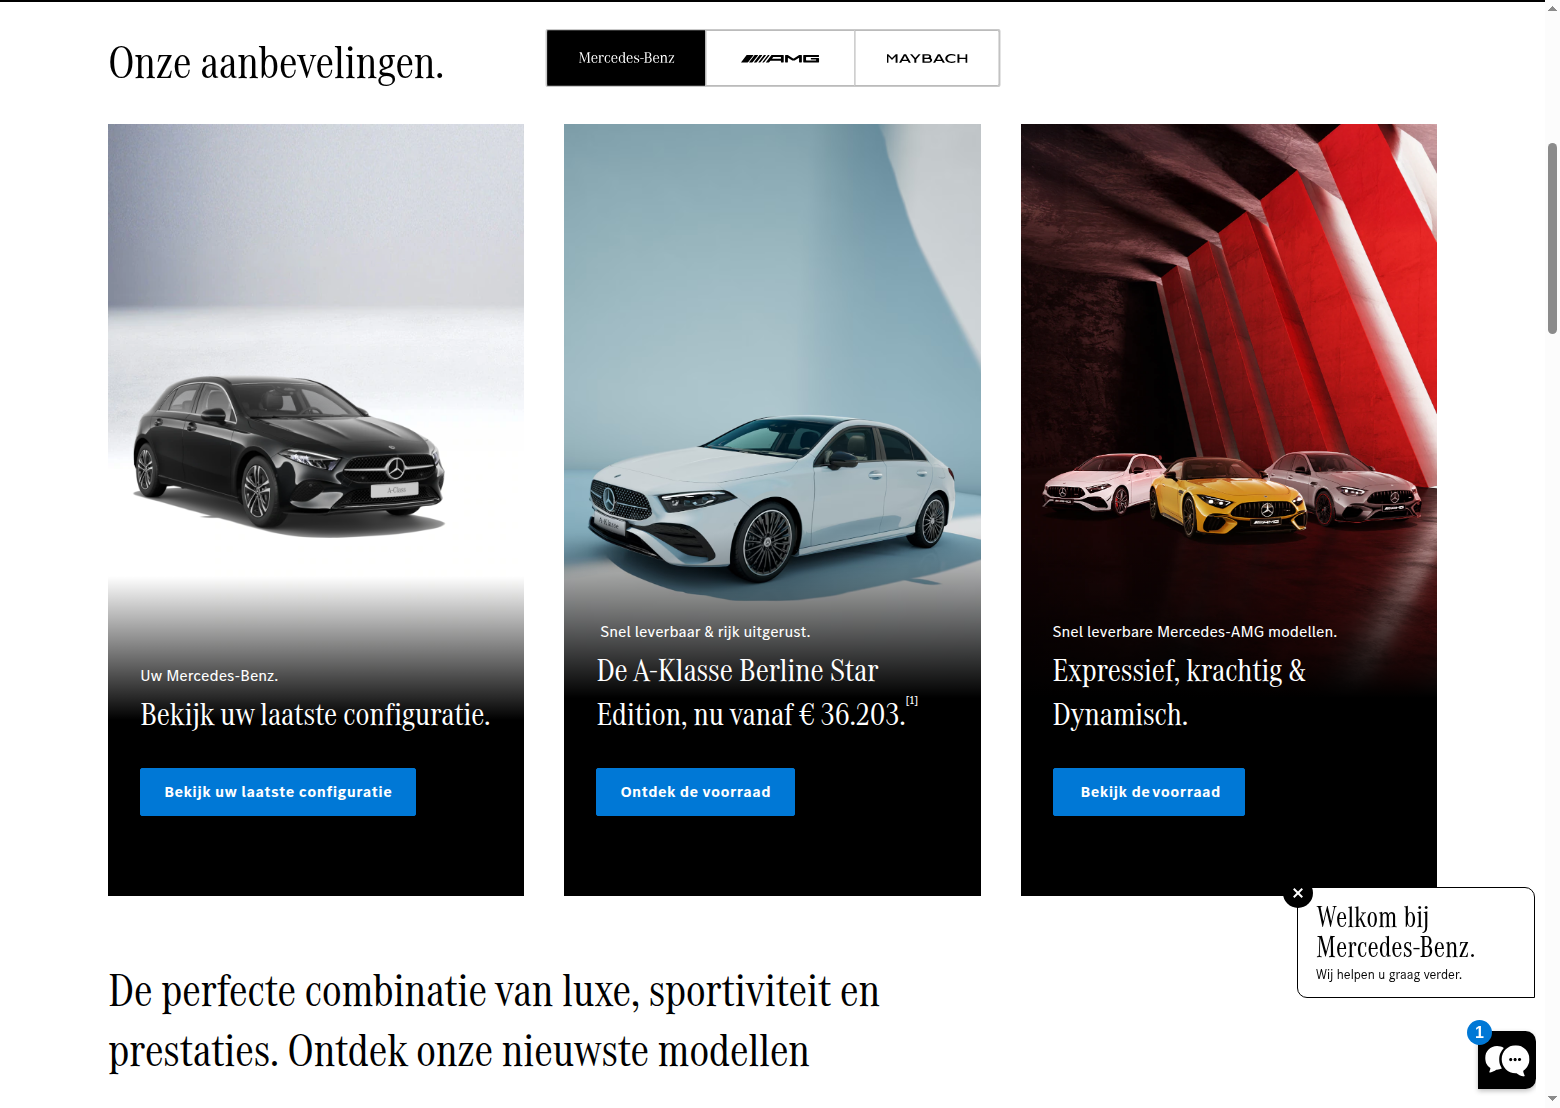 Onze aanbevelingen.
Mercedes-Benz
AMG
MAYBACH
A-Classe
Uw Mercedes-Benz.
Bekijk uw laatste configuratie.
Bekijk uw laatste configuratie
A-Klasse
Snel leverbaar & rijk uitgerust.
De A-Klasse Berline Star
Edition, nu vanaf € 36.203.[1]
Ontdek de voorraad
AMG
Snel leverbare Mercedes-AMG modellen.
Expressief, krachtig &
Dynamisch.
Bekijk de voorraad
Welkom bij
Mercedes-Benz.
Wij helpen u graag verder.
1
De perfecte combinatie van luxe, sportiviteit en
prestaties. Ontdek onze nieuwste modellen